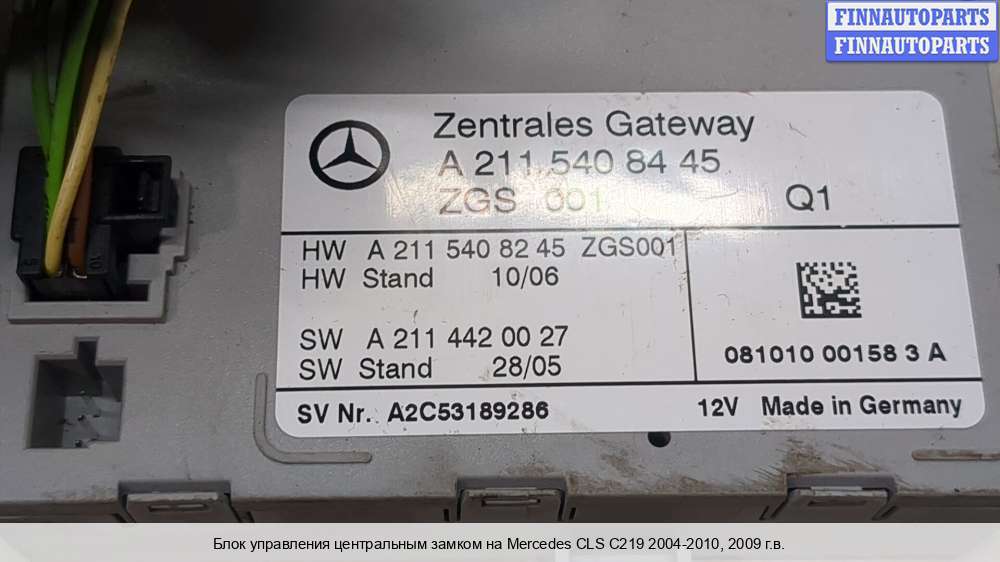 FINNAUTOPARTS
FINNAUTOPARTS
Zentrales Gateway
A 211 540 84 45
ZGS 001 Q1
HW A 211 540 82 45 ZGS001
HW Stand 10/06
SW A 211 442 00 27
SW Stand 28/05
081010 00158 3 A
SV Nr. A2C53189286 12V Made in Germany
Блок управления центральным замком на Mercedes CLS C219 2004-2010, 2009 г.в.